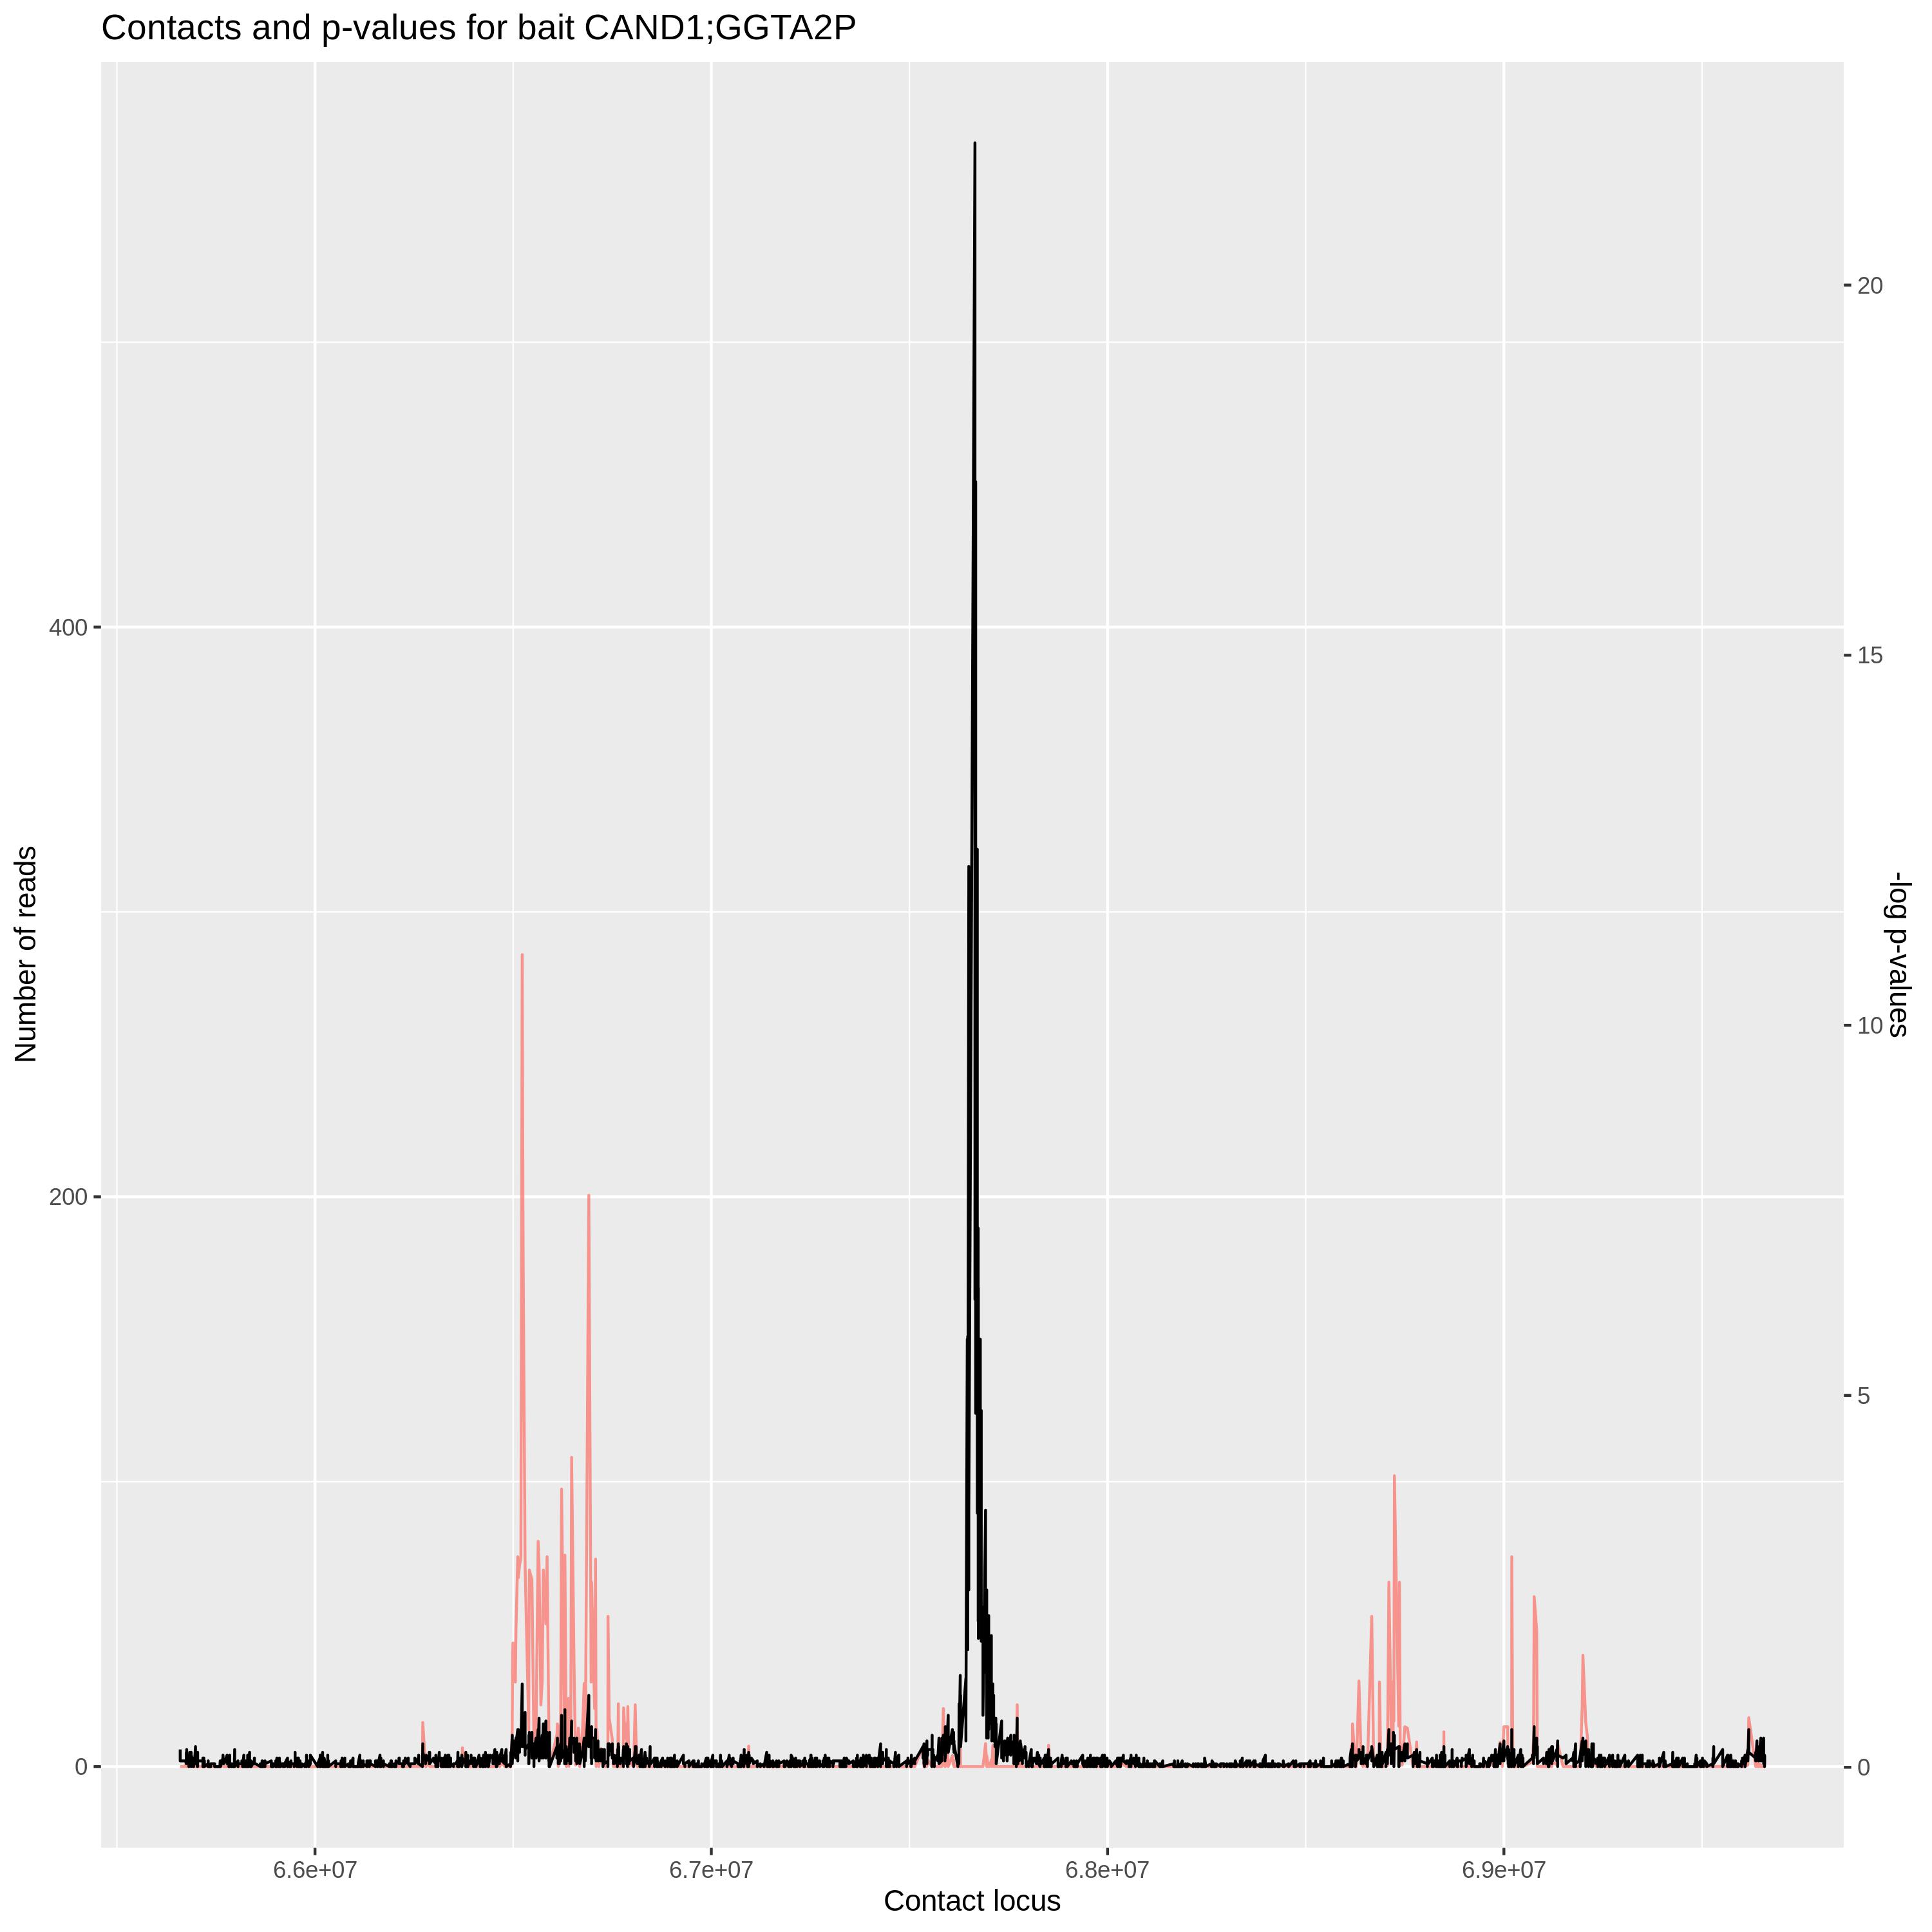 Contacts and p-values for bait CAND1;GGTA2P
Number of reads
400
200
0
20
15
10
5
0
-log p-values
6.6e+07 6.7e+07 6.8e+07 6.9e+07
Contact locus